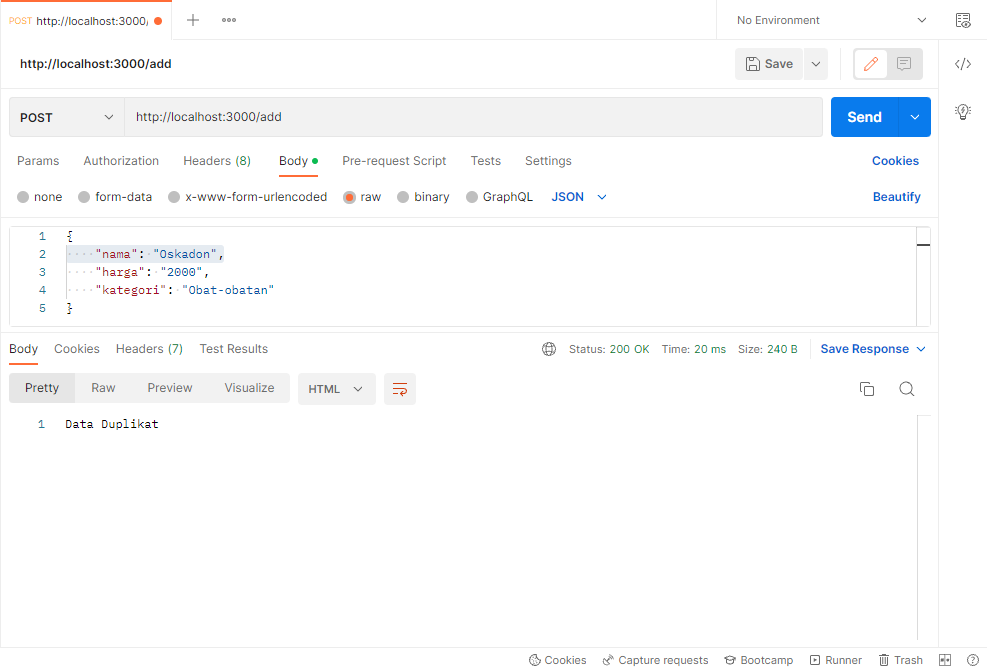 POST http://localhost:3000/ No Environment
http://localhost:3000/add Save
POST http://localhost:3000/add Send
Params Authorization Headers (8) Body Pre-request Script Tests Settings Cookies
none form-data x-www-form-urlencoded raw binary GraphQL JSON Beautify
1 {
2 "nama": "Oskadon",
3 "harga": "2000",
4 "kategori": "Obat-obatan"
5 }
Body Cookies Headers (7) Test Results Status: 200 OK Time: 20 ms Size: 240 B Save Response
Pretty Raw Preview Visualize HTML
1 Data Duplikat
Cookies Capture requests Bootcamp Runner Trash